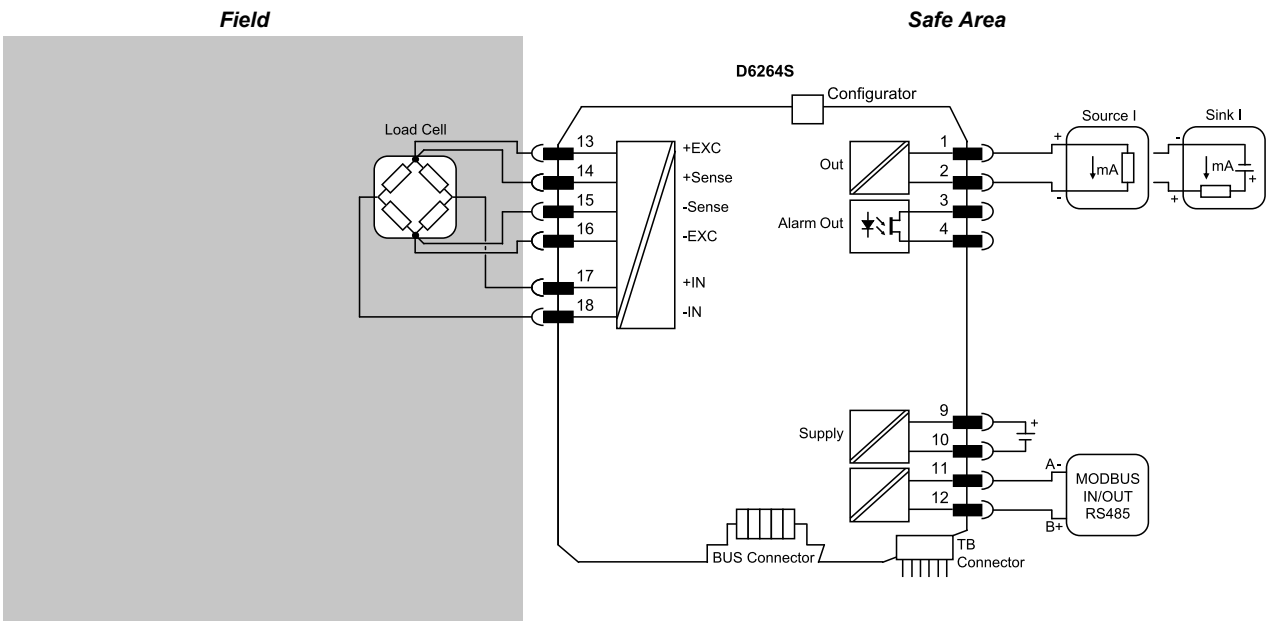 Field
Safe Area
D6264S
Configurator
Load Cell
13
+EXC
14
+Sense
15
-Sense
16
-EXC
17
+IN
18
-IN
Out
1
2
Alarm Out
3
4
Source I
+
mA
-
Sink I
-
mA
+
+
Supply
9
10
+
11
12
A-
B+
MODBUS
IN/OUT
RS485
BUS Connector
TB
Connector